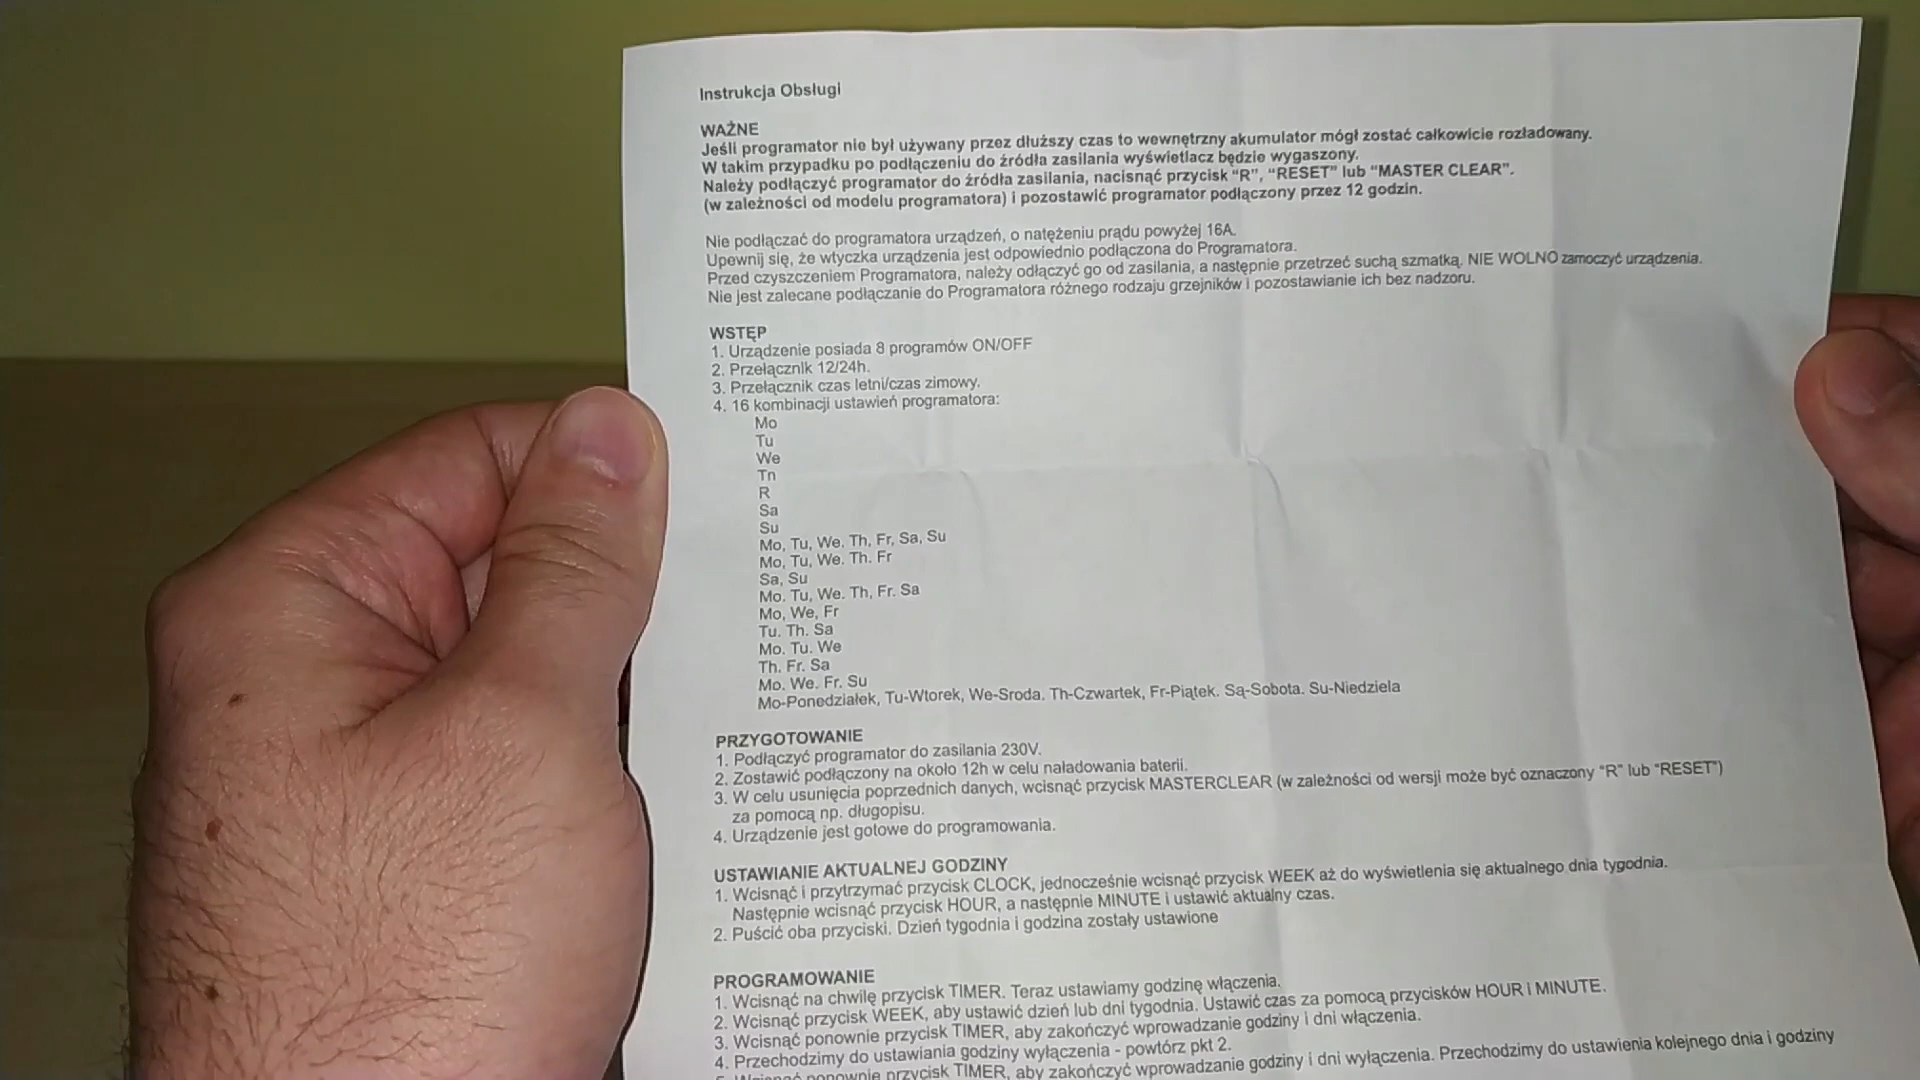 Instrukcja Obsługi
WAŻNE
Jeśli programator nie był używany przez dłuższy czas to wewnętrzny akumulator mógł zostać całkowicie rozładowany.
W takim przypadku po podłączeniu do źródła zasilania wyświetlacz będzie wygaszony.
Należy podłączyć programator do źródła zasilania, nacisnąć przycisk “R”, “RESET” lub “MASTER CLEAR”.
(w zależności od modelu programatora) i pozostawić programator podłączony przez 12 godzin.
Nie podłączać do programatora urządzeń, o natężeniu prądu powyżej 16A.
Upewnij się, że wtyczka urządzenia jest odpowiednio podłączona do Programatora.
Przed czyszczeniem Programatora, należy odłączyć go od zasilania, a następnie przetrzeć suchą szmatką. NIE WOLNO zamoczyć urządzenia.
Nie jest zalecane podłączanie do Programatora różnego rodzaju grzejników i pozostawianie ich bez nadzoru.
WSTĘP
1. Urządzenie posiada 8 programów ON/OFF
2. Przełącznik 12/24h.
3. Przełącznik czas letni/czas zimowy.
4. 16 kombinacji ustawień programatora:
Mo
Tu
We
Tn
R
Sa
Su
Mo, Tu, We. Th, Fr, Sa, Su
Mo, Tu, We. Th. Fr
Sa, Su
Mo. Tu, We. Th, Fr. Sa
Mo, We, Fr
Tu. Th. Sa
Mo. Tu. We
Th. Fr. Sa
Mo. We. Fr. Su
Mo-Ponedziałek, Tu-Wtorek, We-Sroda. Th-Czwartek, Fr-Piątek. Są-Sobota. Su-Niedziela
PRZYGOTOWANIE
1. Podłączyć programator do zasilania 230V.
2. Zostawić podłączony na około 12h w celu naładowania baterii.
3. W celu usunięcia poprzednich danych, wcisnąć przycisk MASTERCLEAR (w zależności od wersji może być oznaczony “R” lub “RESET”)
za pomocą np. długopisu.
4. Urządzenie jest gotowe do programowania.
USTAWIANIE AKTUALNEJ GODZINY
1. Wcisnąć i przytrzymać przycisk CLOCK, jednocześnie wcisnąć przycisk WEEK aż do wyświetlenia się aktualnego dnia tygodnia.
Następnie wcisnąć przycisk HOUR, a następnie MINUTE i ustawić aktualny czas.
2. Puścić oba przyciski. Dzień tygodnia i godzina zostały ustawione
PROGRAMOWANIE
1. Wcisnąć na chwilę przycisk TIMER. Teraz ustawiamy godzinę włączenia.
2. Wcisnąć przycisk WEEK, aby ustawić dzień lub dni tygodnia. Ustawić czas za pomocą przycisków HOUR i MINUTE.
3. Wcisnąć ponownie przycisk TIMER, aby zakończyć wprowadzanie godziny i dni włączenia.
4. Przechodzimy do ustawiania godziny wyłączenia - powtórz pkt 2.
5. Wcisnąć ponownie przycisk TIMER, aby zakończyć wprowadzanie godziny i dni wyłączenia. Przechodzimy do ustawienia kolejnego dnia i godziny